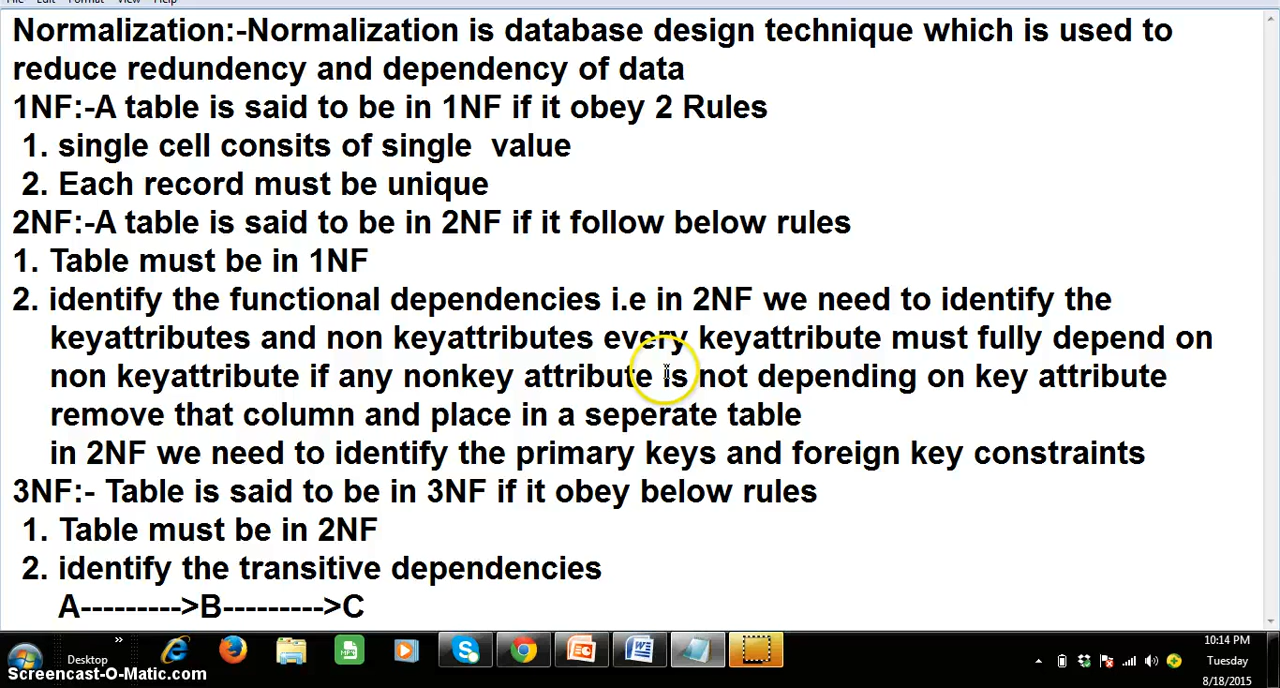 File Edit Format View Help
Normalization:-Normalization is database design technique which is used to
reduce redundency and dependency of data
1NF:-A table is said to be in 1NF if it obey 2 Rules
1. single cell consits of single value
2. Each record must be unique
2NF:-A table is said to be in 2NF if it follow below rules
1. Table must be in 1NF
2. identify the functional dependencies i.e in 2NF we need to identify the
keyattributes and non keyattributes every keyattribute must fully depend on
non keyattribute if any nonkey attribute is not depending on key attribute
remove that column and place in a seperate table
in 2NF we need to identify the primary keys and foreign key constraints
3NF:- Table is said to be in 3NF if it obey below rules
1. Table must be in 2NF
2. identify the transitive dependencies
A--------->B--------->C
Desktop
10:14 PM
Tuesday
8/18/2015
Screencast-O-Matic.com